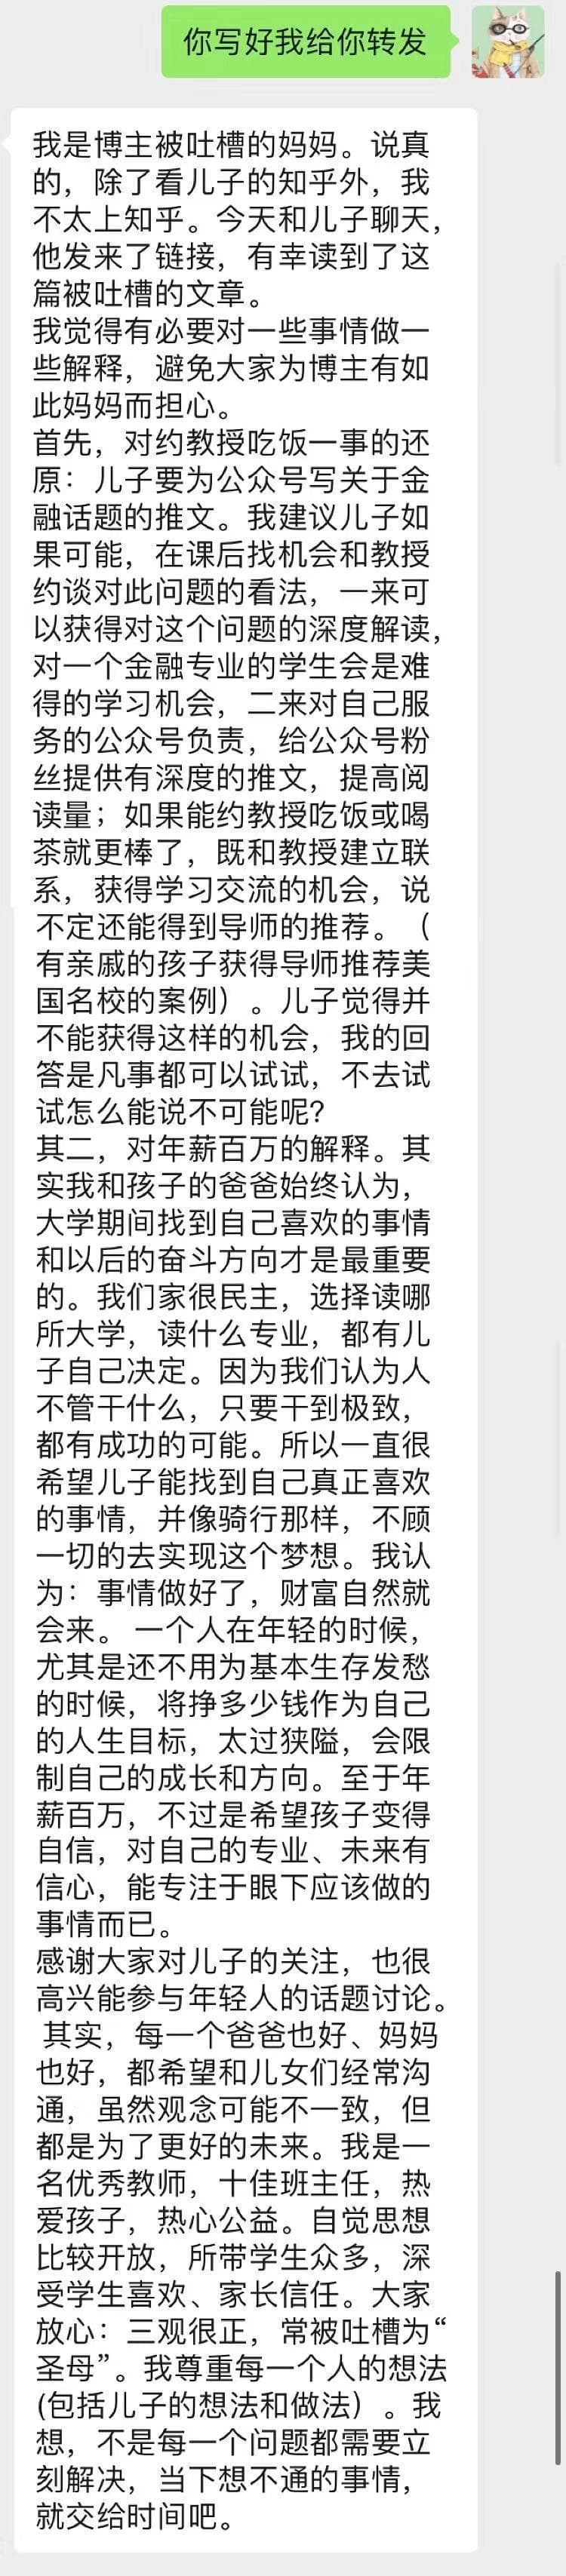 你写好我给你转发
我是博主被吐槽的妈妈。说真
的，除了看儿子的知乎外，我
不太上知乎。今天和儿子聊天，
他发来了链接，有幸读到了这
篇被吐槽的文章。
我觉得有必要对一些事情做一
些解释，避免大家为博主有如
此妈妈而担心。
首先，对约教授吃饭一事的还
原：儿子要为公众号写关于金
融话题的推文。我建议儿子如
果可能，在课后找机会和教授
约谈对此问题的看法，一来可
以获得对这个问题的深度解读，
对一个金融专业的学生会是难
得的学习机会，二来对自己服
务的公众号负责，给公众号粉
丝提供有深度的推文，提高阅
读量；如果能约教授吃饭或喝
茶就更棒了，既和教授建立联
系，获得学习交流的机会，说
不定还能得到导师的推荐。（
有亲戚的孩子获得导师推荐美
国名校的案例）。儿子觉得并
不能获得这样的机会，我的回
答是凡事都可以试试，不去试
试怎么能说不可能呢？
其二，对年薪百万的解释。其
实我和孩子的爸爸始终认为，
大学期间找到自己喜欢的事情
和以后的奋斗方向才是最重要
的。我们家很民主，选择读哪
所大学，读什么专业，都有儿
子自己决定。因为我们认为人
不管干什么，只要干到极致，
都有成功的可能。所以一直很
希望儿子能找到自己真正喜欢
的事情，并像骑行那样，不顾
一切的去实现这个梦想。我认
为：事情做好了，财富自然就
会来。 一个人在年轻的时候，
尤其是还不用为基本生存发愁
的时候，将挣多少钱作为自己
的人生目标，太过狭隘，会限
制自己的成长和方向。至于年
薪百万，不过是希望孩子变得
自信，对自己的专业、未来有
信心，能专注于眼下应该做的
事情而已。
感谢大家对儿子的关注，也很
高兴能参与年轻人的话题讨论。
其实，每一个爸爸也好、妈妈
也好，都希望和儿女们经常沟
通，虽然观念可能不一致，但
都是为了更好的未来。我是一
名优秀教师，十佳班主任，热
爱孩子，热心公益。自觉思想
比较开放，所带学生众多，深
受学生喜欢、家长信任。大家
放心：三观很正，常被吐槽为“
圣母”。我尊重每一个人的想法
(包括儿子的想法和做法）。我
想，不是每一个问题都需要立
刻解决，当下想不通的事情，
就交给时间吧。